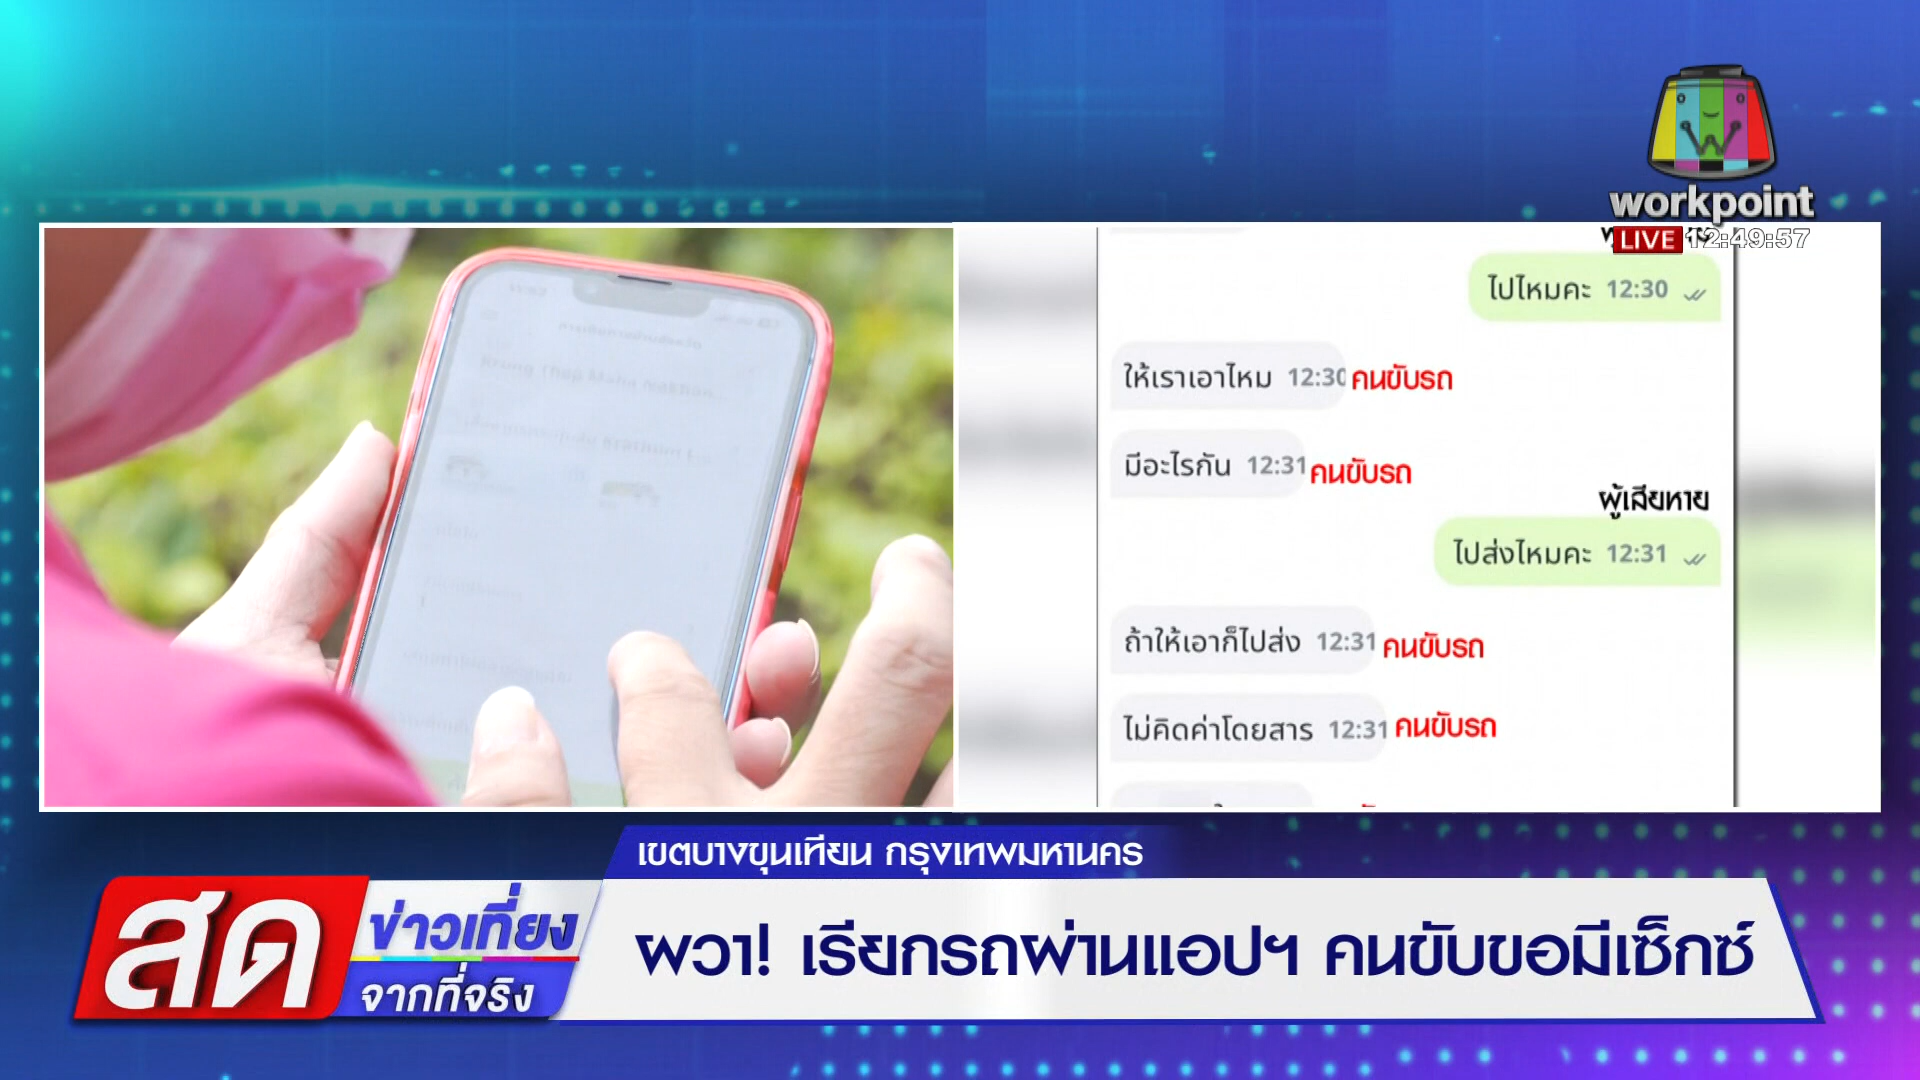 workpoint
LIVE 12:49:57
ไปไหมคะ 12:30
ให้เราเอาไหม 12:30 คนขับรถ
มีอะไรกัน 12:31 คนขับรถ
ผู้เสียหาย
ไปส่งไหมคะ 12:31
ถ้าให้เอาก็ไปส่ง 12:31 คนขับรถ
ไม่คิดค่าโดยสาร 12:31 คนขับรถ
เขตบางขุนเทียน กรุงเทพมหานคร
สด ข่าวเที่ยง
จากที่จริง
ผวา! เรียกรถผ่านแอปฯ คนขับขอมีเซ็กซ์